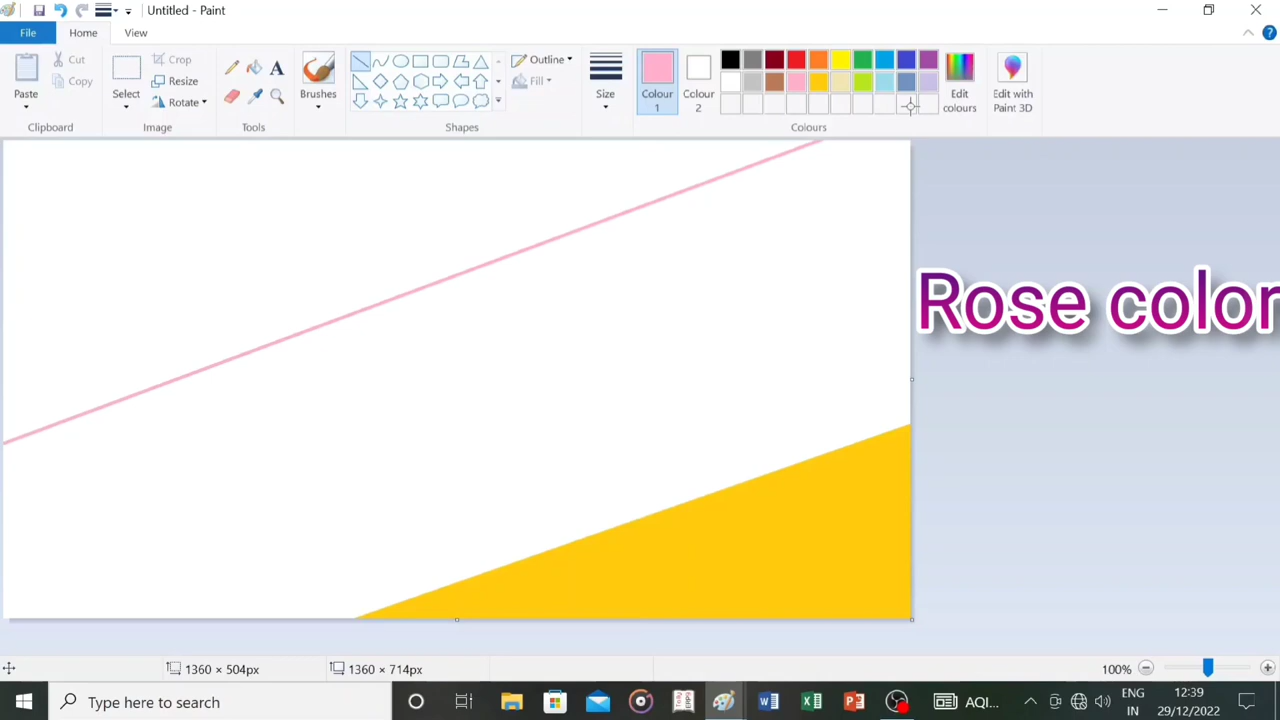 Untitled - Paint
File Home View
Paste Cut Copy
Clipboard
Select Crop Resize Rotate
Image
Tools
Brushes
Outline Fill
Shapes
Size
Colour 1
Colour 2
Edit colours
Edit with Paint 3D
Colours
Rose color
1360 × 504px
1360 × 714px
100%
Type here to search
AQI...
ENG
IN
12:39
29/12/2022